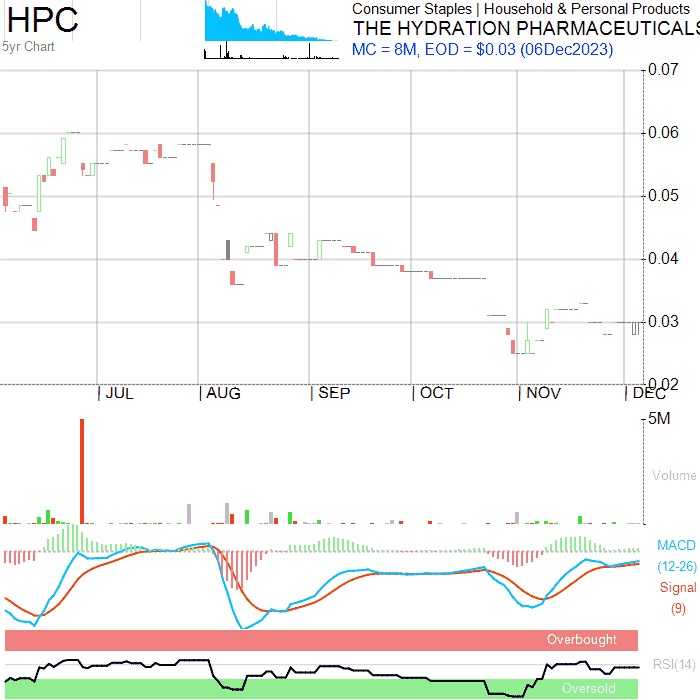 HPC
5yr Chart
Consumer Staples | Household & Personal Products
THE HYDRATION PHARMACEUTICALS
MC = 8M, EOD = $0.03 (06Dec2023)
0.07
0.06
0.05
0.04
0.03
0.02
| JUL | AUG | SEP | OCT | NOV | DEC
5M
Volume
MACD
(12-26)
Signal
(9)
Overbought
RSI(14)
Oversold